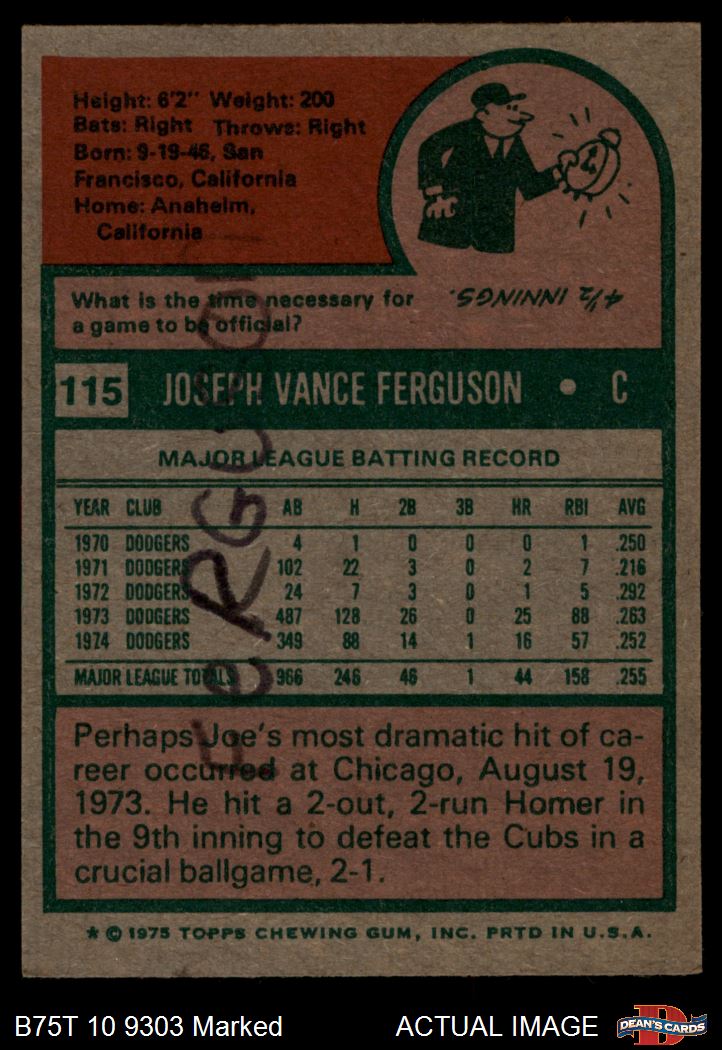 Height: 6'2" Weight: 200
Bats: Right Throws: Right
Born: 9-19-46, San
Francisco, California
Home: Anaheim,
California
What is the time necessary for
a game to be official?
4½ INNINGS.
115 JOSEPH VANCE FERGUSON • C
MAJOR LEAGUE BATTING RECORD
YEAR CLUB AB H 2B 3B HR RBI AVG
1970 DODGERS 4 1 0 0 0 1 .250
1971 DODGERS 102 22 3 0 2 7 .216
1972 DODGERS 24 7 3 0 1 5 .292
1973 DODGERS 487 128 26 0 25 88 .263
1974 DODGERS 349 88 14 1 16 57 .252
MAJOR LEAGUE TOTALS 966 246 46 1 44 158 .255
FeRGUSON
Perhaps Joe's most dramatic hit of ca-
reer occurred at Chicago, August 19,
1973. He hit a 2-out, 2-run Homer in
the 9th inning to defeat the Cubs in a
crucial ballgame, 2-1.
* © 1975 TOPPS CHEWING GUM, INC. PRTD IN U.S.A.
B75T 10 9303 Marked ACTUAL IMAGE
D
DEAN'S CARDS